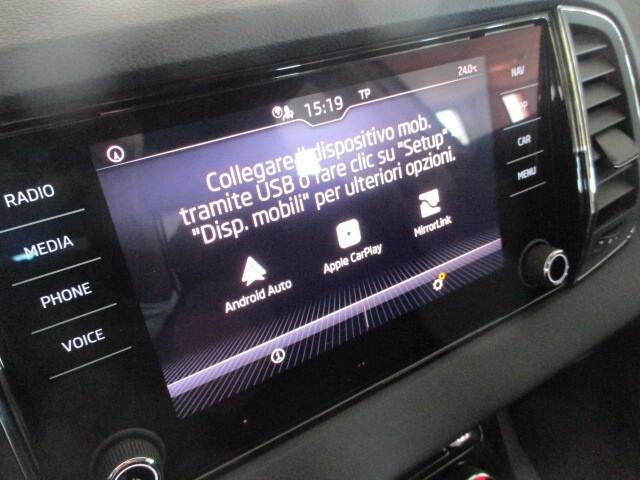 15:19
TP
24.0°C
Collegare il dispositivo mob.
tramite USB o fare clic su "Setup",
"Disp. mobili" per ulteriori opzioni.
Android Auto
Apple CarPlay
MirrorLink
RADIO
MEDIA
PHONE
VOICE
NAV
CAR
MENU